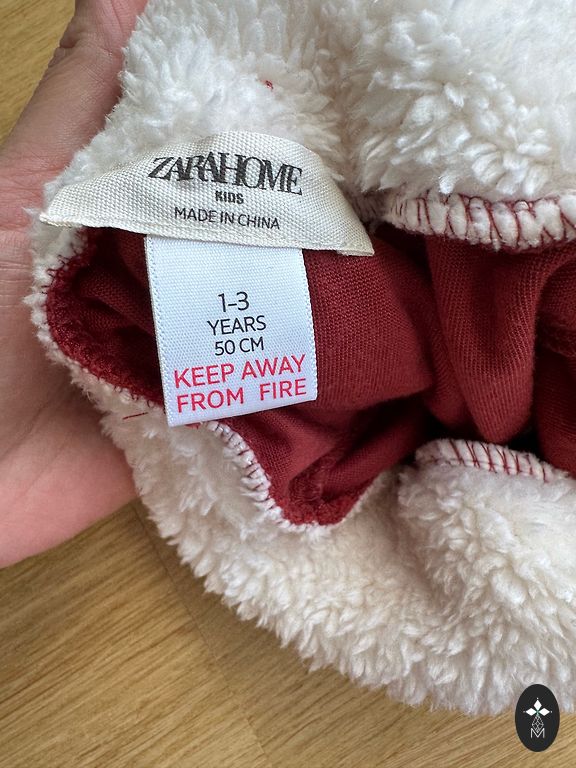 ZARAHOME
KIDS
MADE IN CHINA
1-3
YEARS
50 CM
KEEP AWAY
FROM FIRE
M